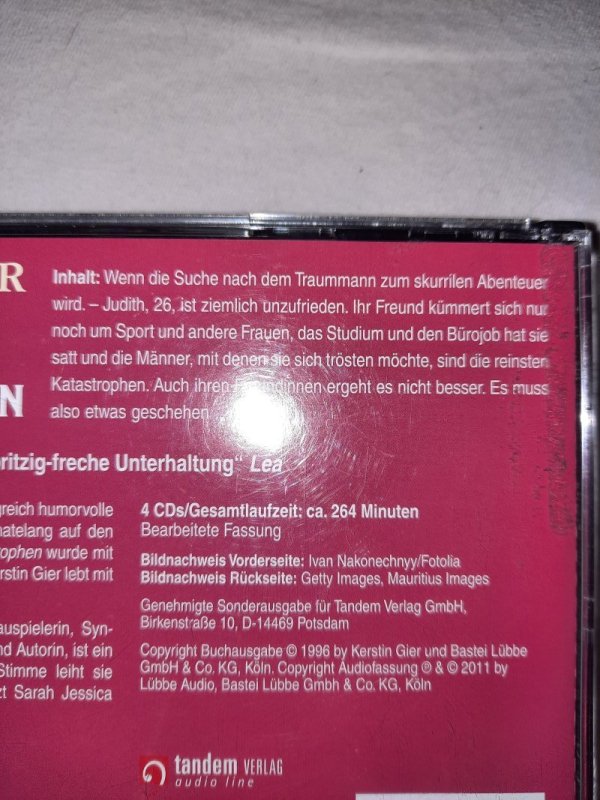 R
Inhalt: Wenn die Suche nach dem Traummann zum skurrilen Abenteuer
wird. – Judith, 26, ist ziemlich unzufrieden. Ihr Freund kümmert sich nur
noch um Sport und andere Frauen, das Studium und den Bürojob hat sie
satt und die Männer, mit denen sie sich trösten möchte, sind die reinsten
Katastrophen. Auch ihren Freundinnen ergeht es nicht besser. Es muss
N
also etwas geschehen
pritzig-freche Unterhaltung“ Lea
greich humorvolle
natelang auf den
rophen wurde mit
erstin Gier lebt mit
auspielerin, Syn-
nd Autorin, ist ein
Stimme leiht sie
zt Sarah Jessica
4 CDs/Gesamtlaufzeit: ca. 264 Minuten
Bearbeitete Fassung
Bildnachweis Vorderseite: Ivan Nakonechnyy/Fotolia
Bildnachweis Rückseite: Getty Images, Mauritius Images
Genehmigte Sonderausgabe für Tandem Verlag GmbH,
Birkenstraße 10, D-14469 Potsdam
Copyright Buchausgabe © 1996 by Kerstin Gier und Bastei Lübbe
GmbH & Co. KG, Köln. Copyright Audiofassung ℗ & © 2011 by
Lübbe Audio, Bastei Lübbe Gmbh & Co. KG, Köln
tandem VERLAG
audio line